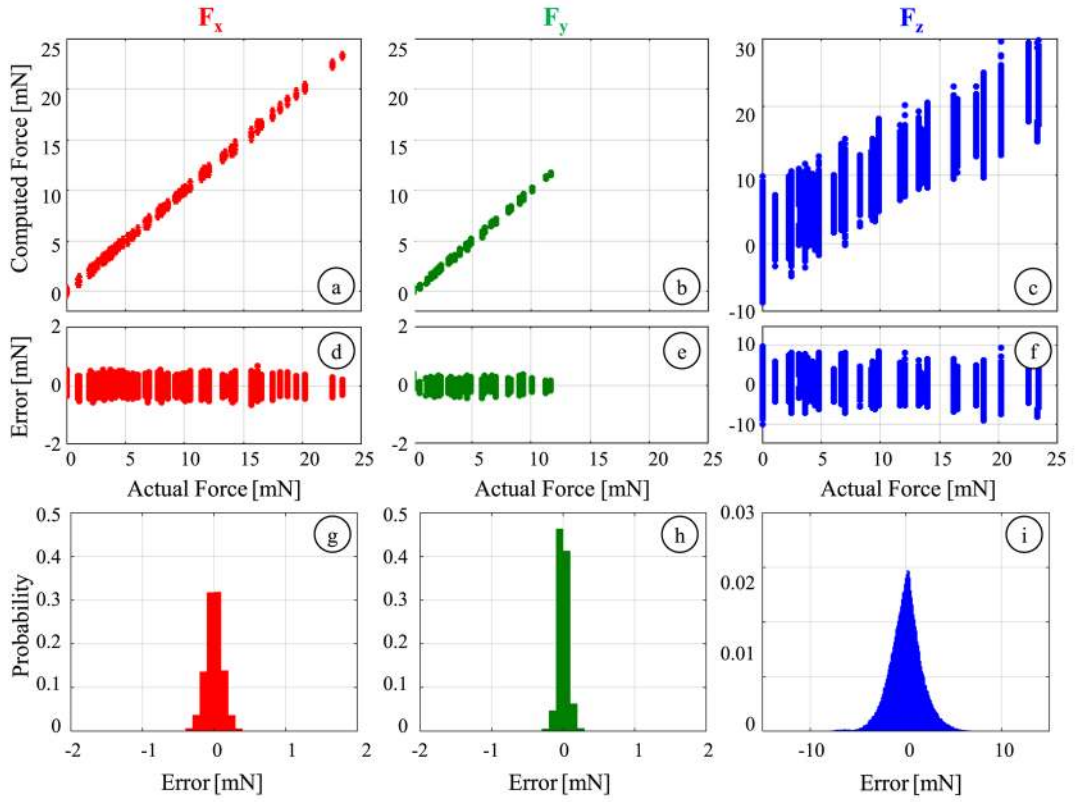 Fx Fy Fz
Computed Force [mN]
25 25 30
20 20 20
15 15
10 10 10
5 5 0
0 0 -10
a b c
Error [mN]
2 2 10
0 0 0
-2 -2 -10
d e f
0 5 10 15 20 25 0 5 10 15 20 25 0 5 10 15 20 25
Actual Force [mN] Actual Force [mN] Actual Force [mN]
Probability
0.5 0.5 0.03
0.4 0.4 0.02
0.3 0.3
0.2 0.2 0.01
0.1 0.1
0 0 0
g h i
-2 -1 0 1 2 -2 -1 0 1 2 -10 0 10
Error [mN] Error [mN] Error [mN]